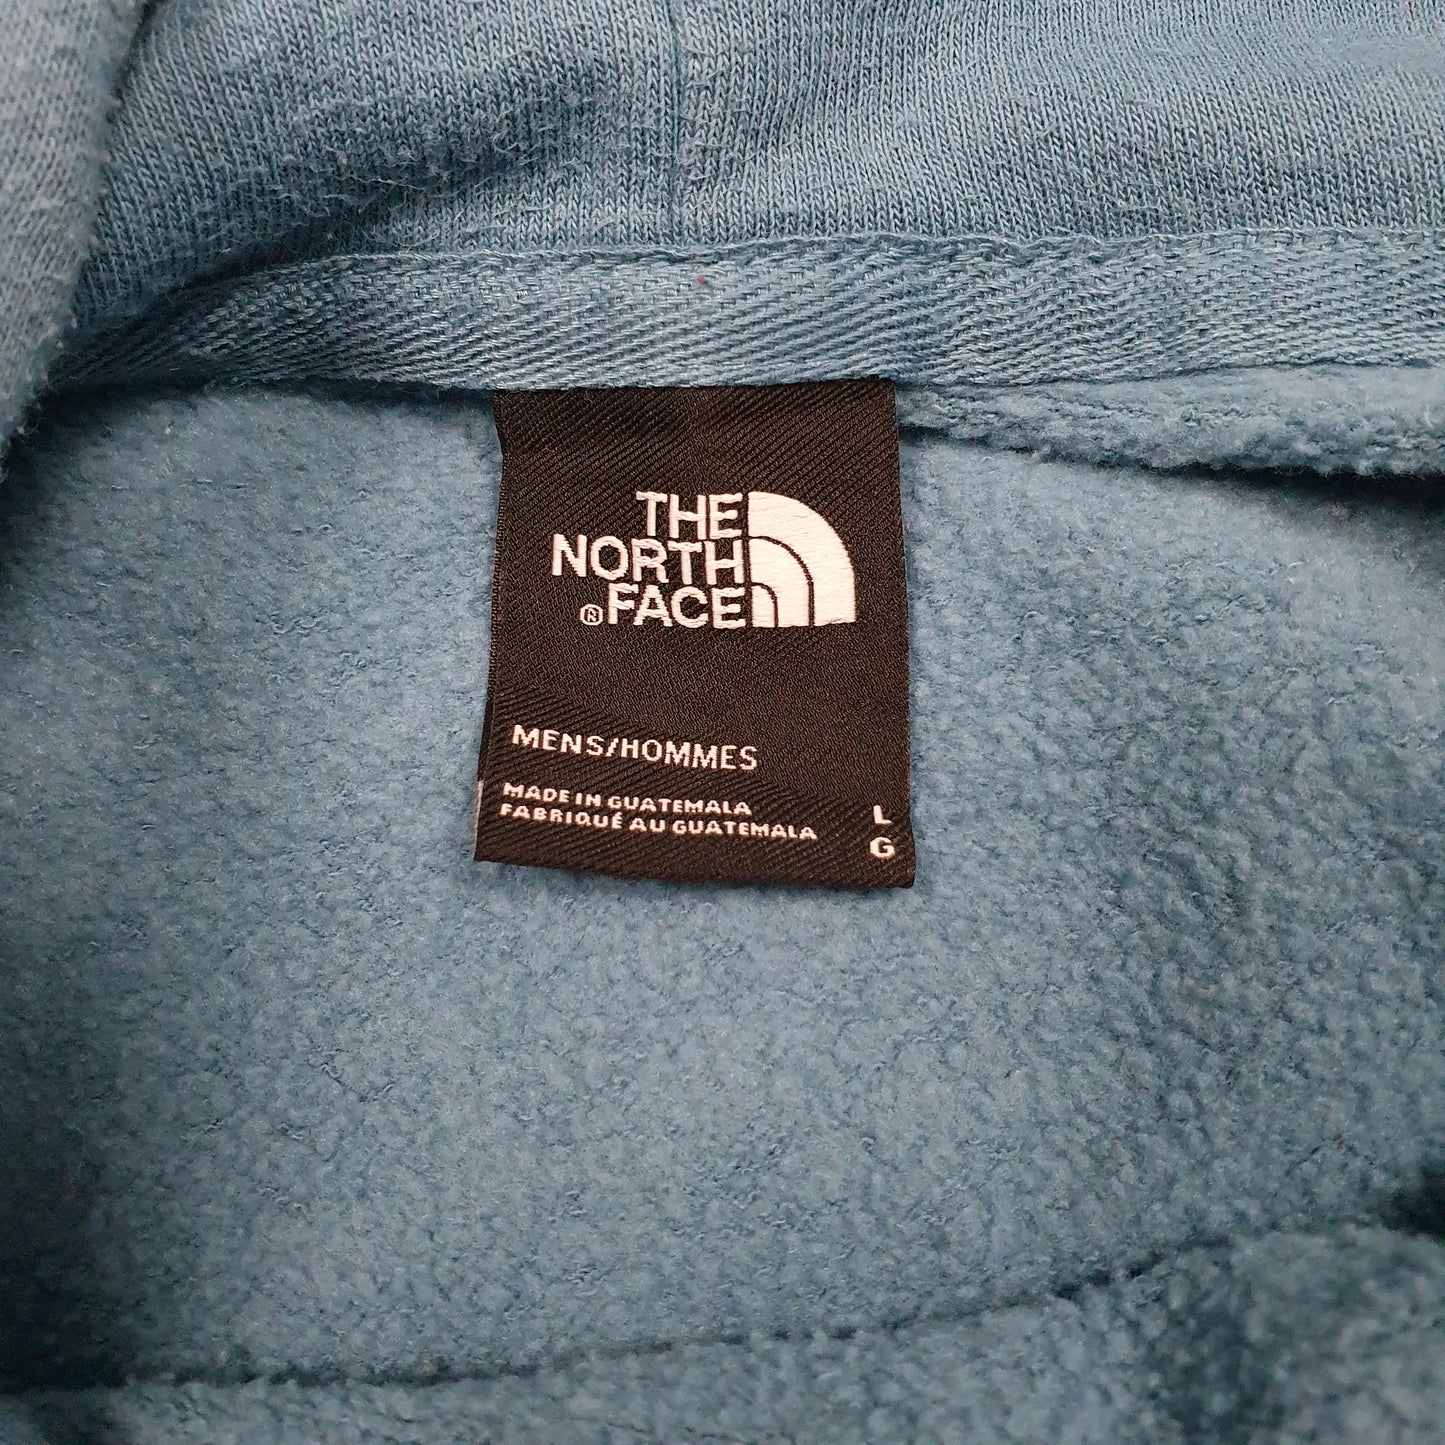 THE
NORTH
® FACE
MENS/HOMMES
MADE IN GUATEMALA
FABRIQUÉ AU GUATEMALA
L
G